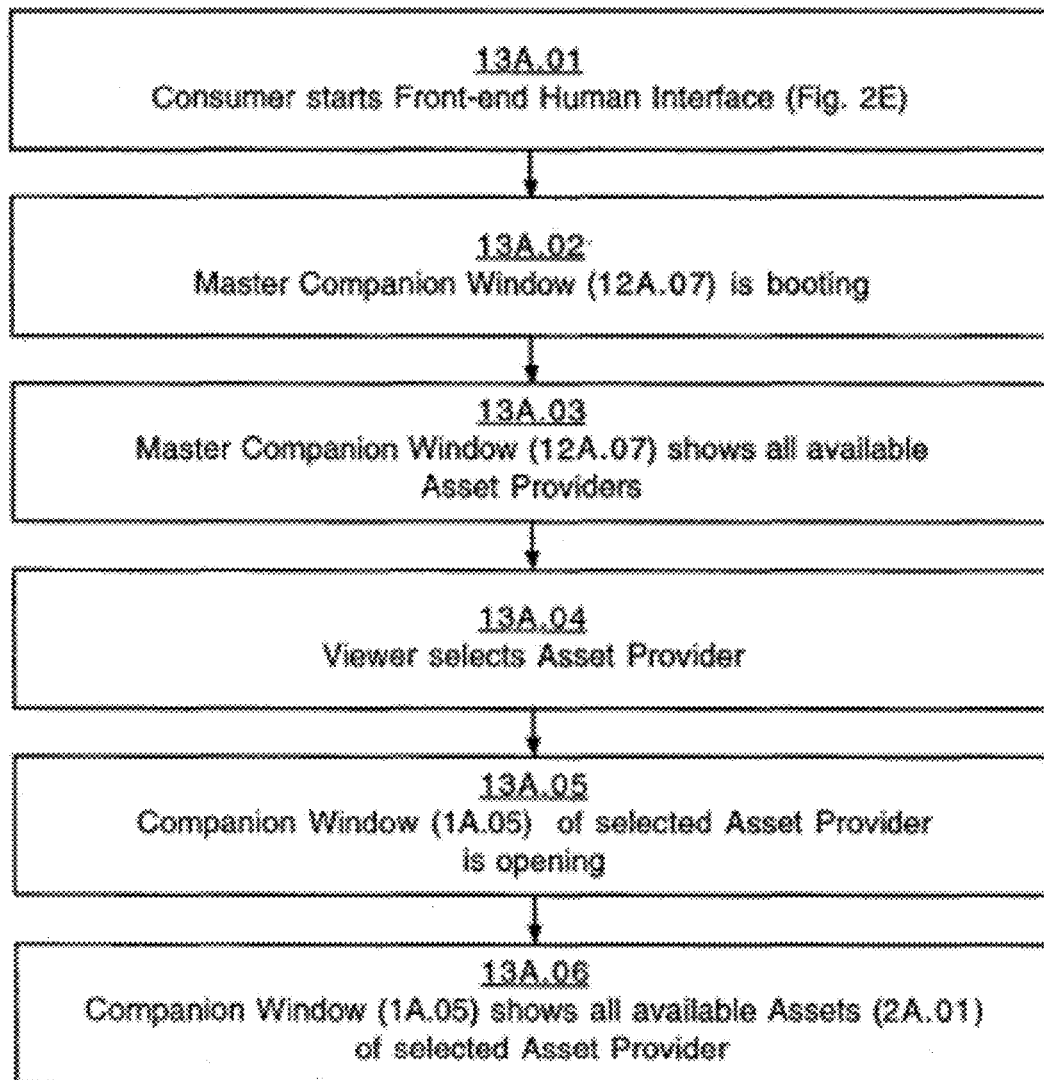 13A.01
Consumer starts Front-end Human Interface (Fig. 2E)
13A.02
Master Companion Window (12A.07) is booting
13A.03
Master Companion Window (12A.07) shows all available
Asset Providers
13A.04
Viewer selects Asset Provider
13A.05
Companion Window (1A.05) of selected Asset Provider
is opening
13A.06
Companion Window (1A.05) shows all available Assets (2A.01)
of selected Asset Provider